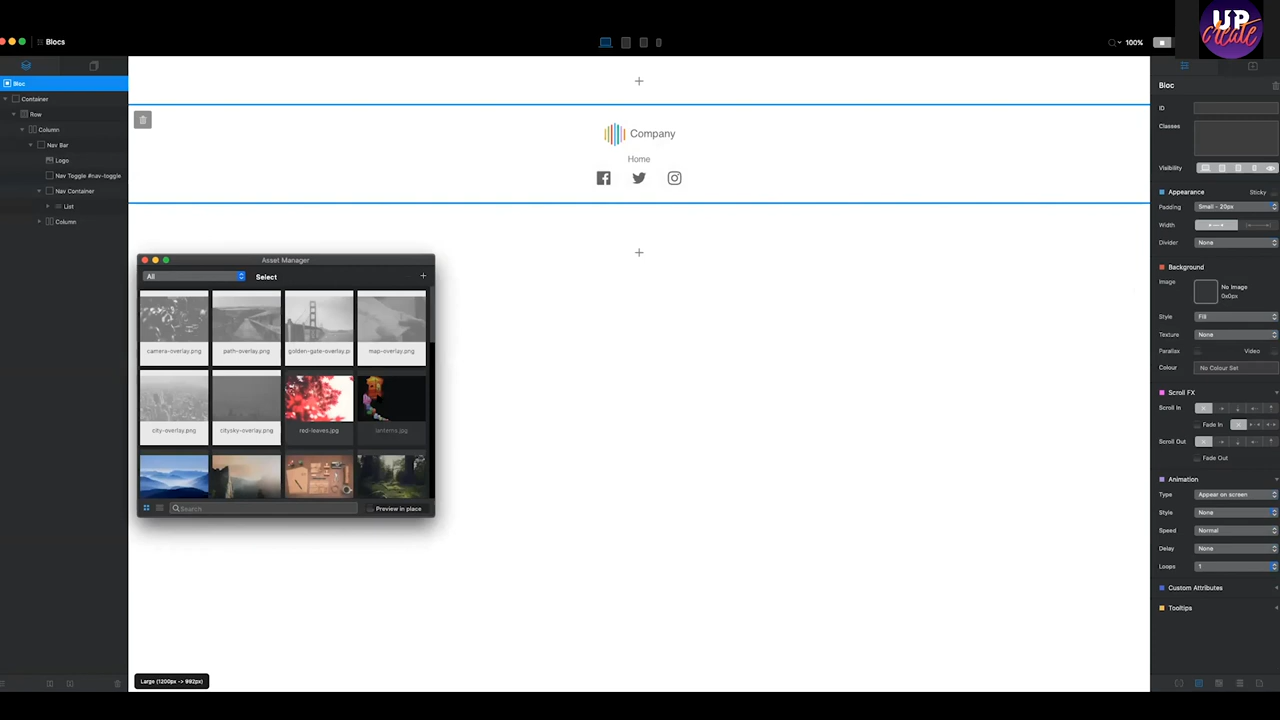 UP
create
Blocs
100%
Bloc
Container
Row
Column
Nav Bar
Logo
Nav Toggle #nav-toggle
Nav Container
List
Column
Company
Home
Asset Manager
All
Select
camera-overlay.png
path-overlay.png
golden-gate-overlay.p
map-overlay.png
city-overlay.png
citysky-overlay.png
red-leaves.jpg
lanterns.jpg
Search
Preview in place
Large (1200px -> 992px)
Bloc
ID
Classes
Visibility
Appearance
Sticky
Padding
Small - 20px
Width
Divider
None
Background
Image
No Image
0x0px
Style
Fill
Texture
None
Parallax
Video
Colour
No Colour Set
Scroll FX
Scroll In
Fade In
Scroll Out
Fade Out
Animation
Type
Appear on screen
Style
None
Speed
Normal
Delay
None
Loops
1
Custom Attributes
Tooltips